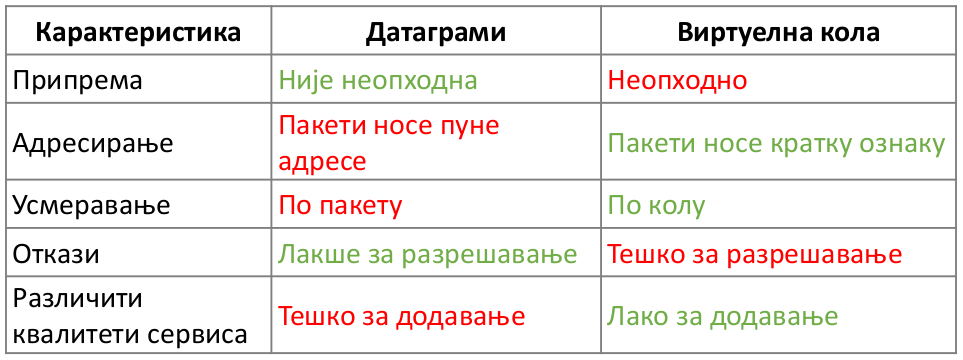 Карактеристика Датаграми Виртуелна кола
Припрема Није неопходна Неопходно
Адресирање Пакети носе пуне
адресе Пакети носе кратку ознаку
Усмеравање По пакету По колу
Откази Лакше за разрешавање Тешко за разрешавање
Различити
квалитети сервиса Тешко за додавање Лако за додавање